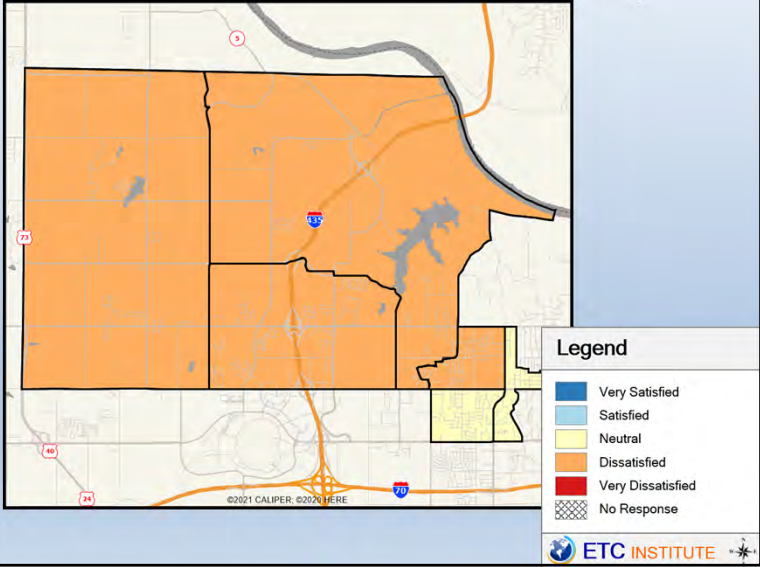 5
435
73
40
24
70
©2021 CALIPER; ©2020 HERE
Legend
Very Satisfied
Satisfied
Neutral
Dissatisfied
Very Dissatisfied
No Response
ETC INSTITUTE